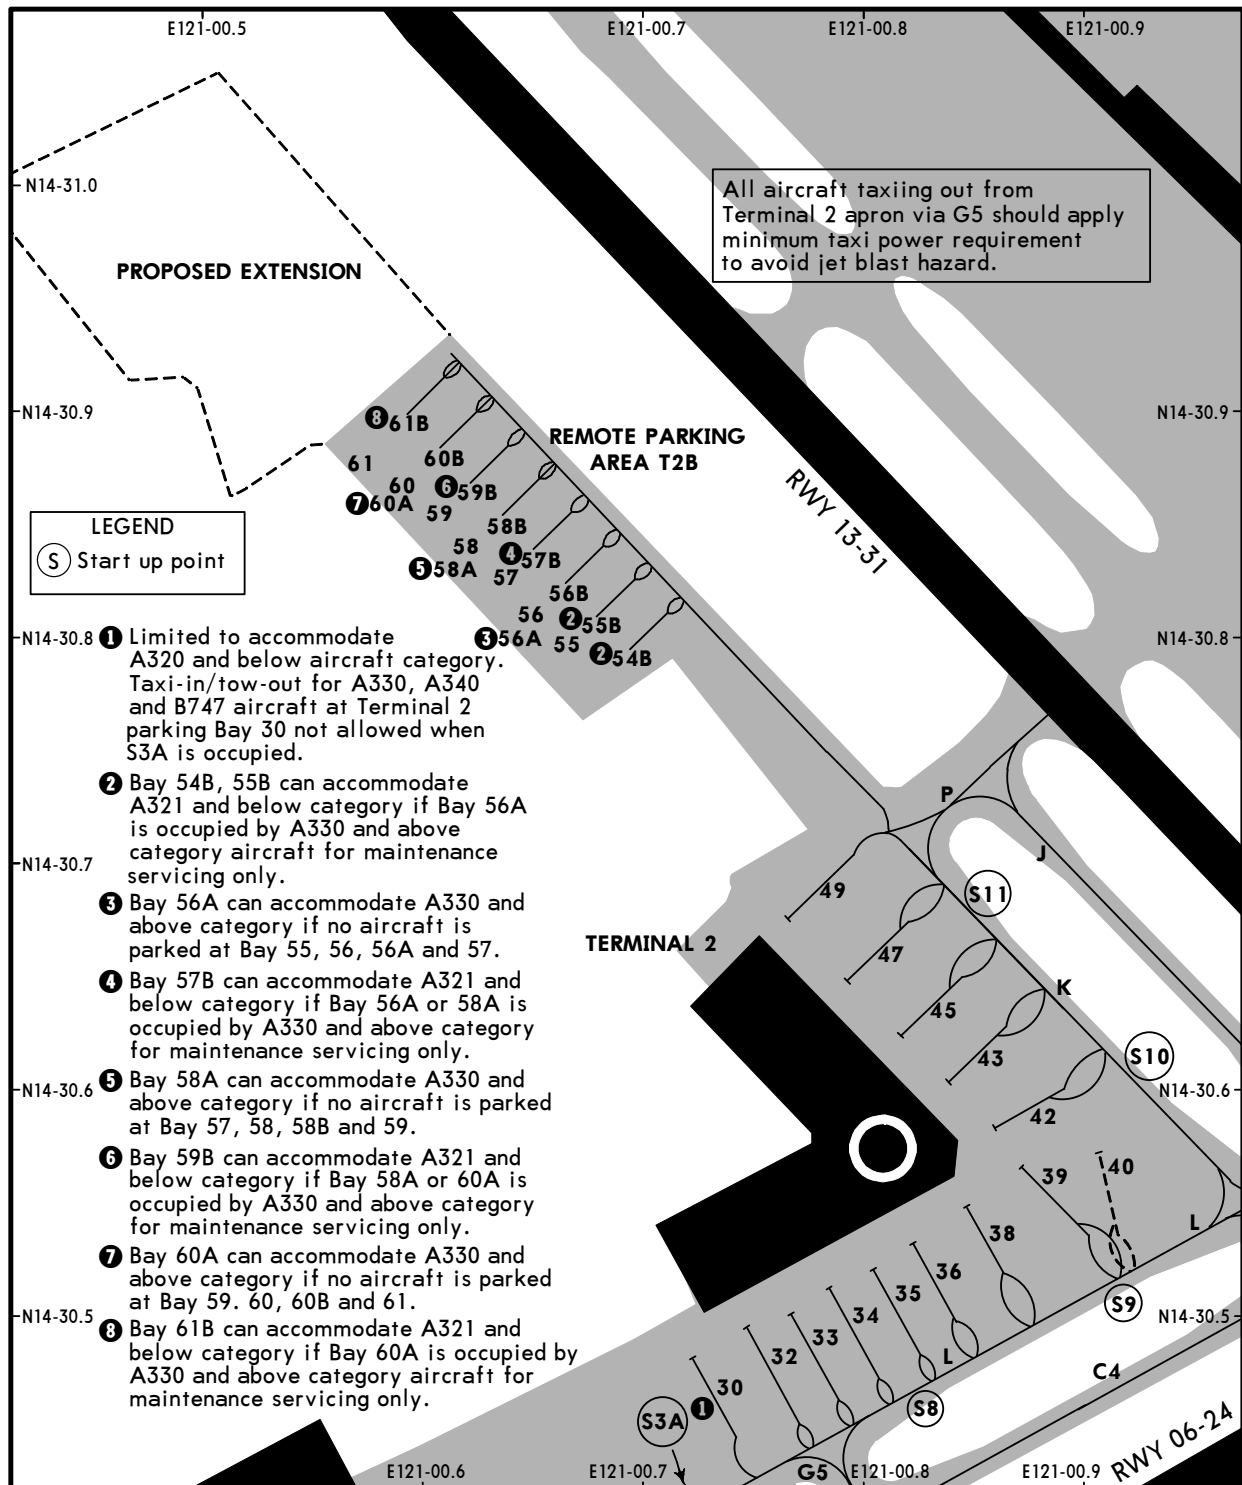 E121-00.5
E121-00.7
E121-00.8
E121-00.9
N14-31.0
All aircraft taxiing out from
Terminal 2 apron via G5 should apply
minimum taxi power requirement
to avoid jet blast hazard.
PROPOSED EXTENSION
N14-30.9
N14-30.9
8 61B
REMOTE PARKING
AREA T2B
61
60B
60
6 59B
7 60A
59
RWY 13-31
58B
58
4 57B
5 58A
57
56B
56
2 55B
3 56A
55
2 54B
LEGEND
S Start up point
N14-30.8
N14-30.8
1 Limited to accommodate
A320 and below aircraft category.
Taxi-in/tow-out for A330, A340
and B747 aircraft at Terminal 2
parking Bay 30 not allowed when
S3A is occupied.
2 Bay 54B, 55B can accommodate
A321 and below category if Bay 56A
is occupied by A330 and above
category aircraft for maintenance
servicing only.
3 Bay 56A can accommodate A330 and
above category if no aircraft is
parked at Bay 55, 56, 56A and 57.
4 Bay 57B can accommodate A321 and
below category if Bay 56A or 58A is
occupied by A330 and above category
for maintenance servicing only.
5 Bay 58A can accommodate A330 and
above category if no aircraft is parked
at Bay 57, 58, 58B and 59.
6 Bay 59B can accommodate A321 and
below category if Bay 58A or 60A is
occupied by A330 and above category
for maintenance servicing only.
7 Bay 60A can accommodate A330 and
above category if no aircraft is parked
at Bay 59. 60, 60B and 61.
8 Bay 61B can accommodate A321 and
below category if Bay 60A is occupied by
A330 and above category aircraft for
maintenance servicing only.
P
J
N14-30.7
N14-30.7
49
S11
TERMINAL 2
47
K
45
43
S10
N14-30.6
N14-30.6
42
39
40
L
38
36
S9
35
34
N14-30.5
N14-30.5
33
32
L
C4
30
1
S8
S3A
RWY 06-24
G5
E121-00.6
E121-00.7
E121-00.8
E121-00.9